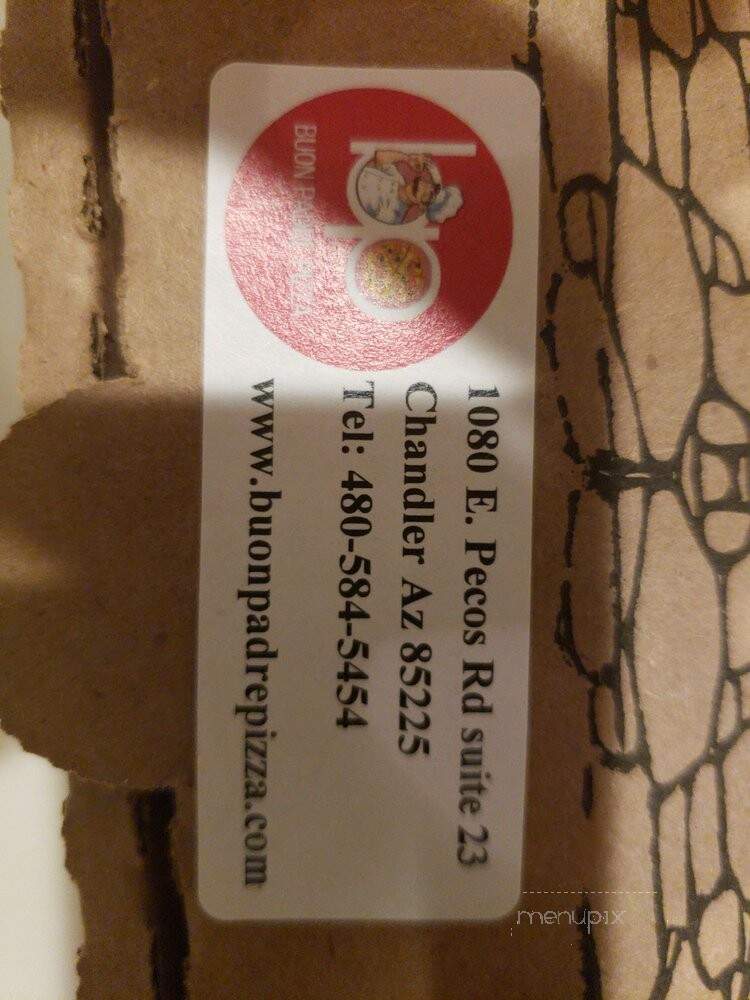 bp
BUON PADRE PIZZA
1080 E. Pecos Rd suite 23
Chandler Az 85225
Tel: 480-584-5454
www.buonpadrepizza.com
menupix